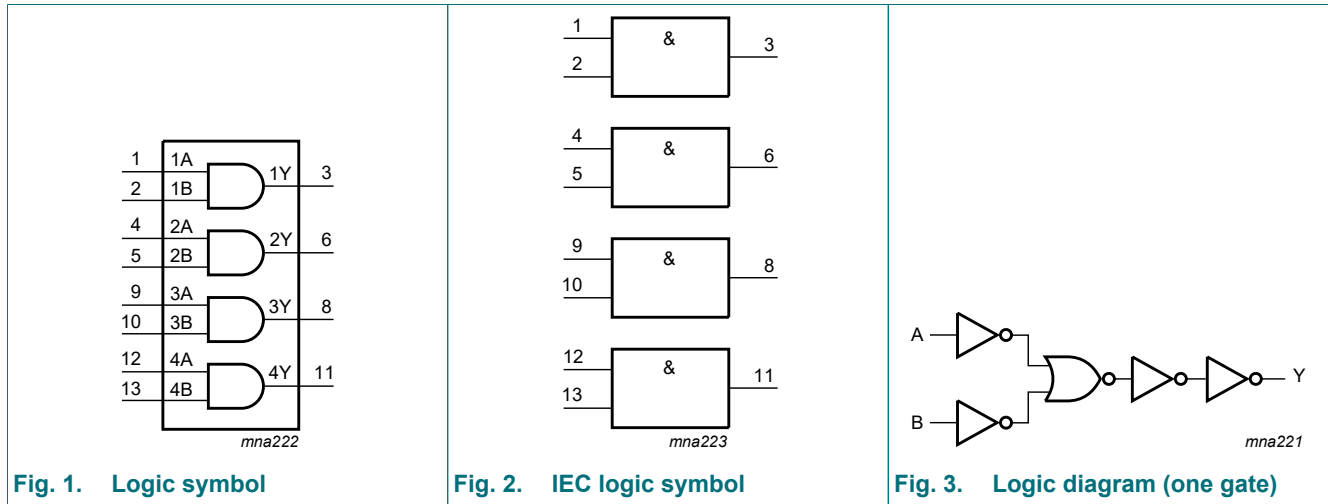 1 1A 1Y 3
2 1B
4 2A 2Y 6
5 2B
9 3A 3Y 8
10 3B
12 4A 4Y 11
13 4B
mna222
Fig. 1. Logic symbol
1 & 3
2
4 & 6
5
9 & 8
10
12 & 11
13
mna223
Fig. 2. IEC logic symbol
A
Y
B
mna221
Fig. 3. Logic diagram (one gate)